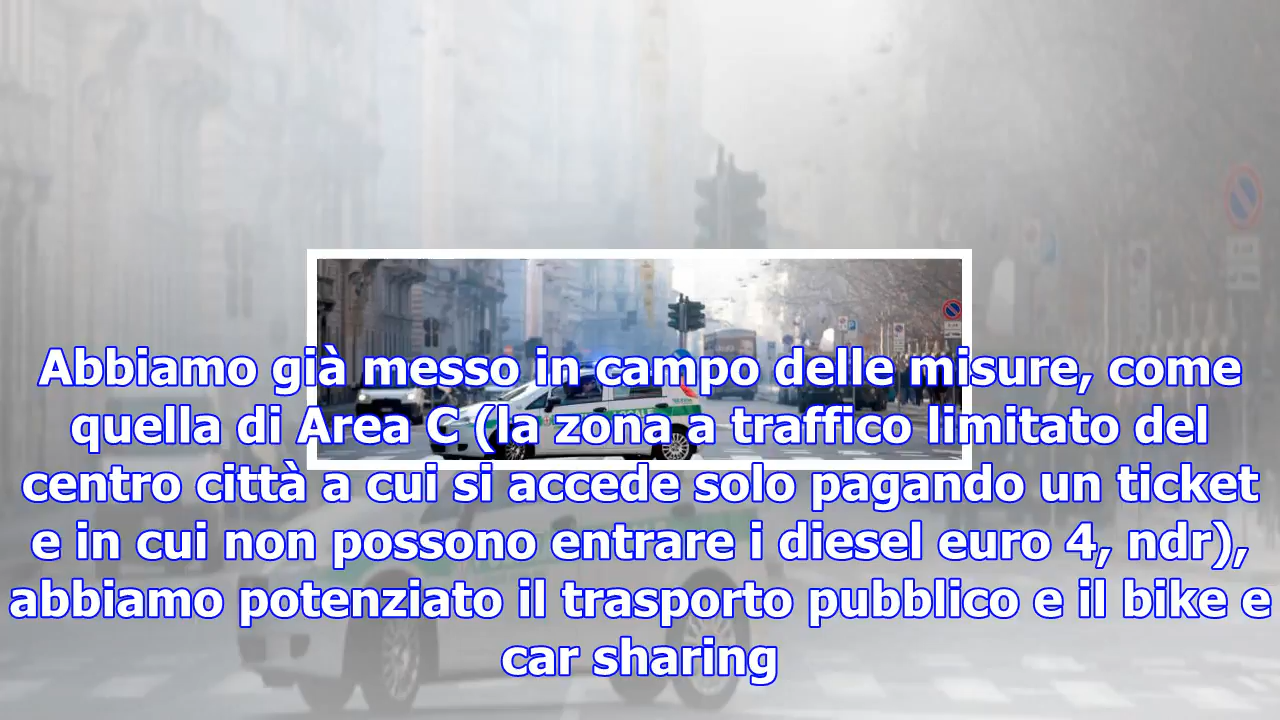 Abbiamo già messo in campo delle misure, come
quella di Area C (la zona a traffico limitato del
centro città a cui si accede solo pagando un ticket
e in cui non possono entrare i diesel euro 4, ndr),
abbiamo potenziato il trasporto pubblico e il bike e
car sharing